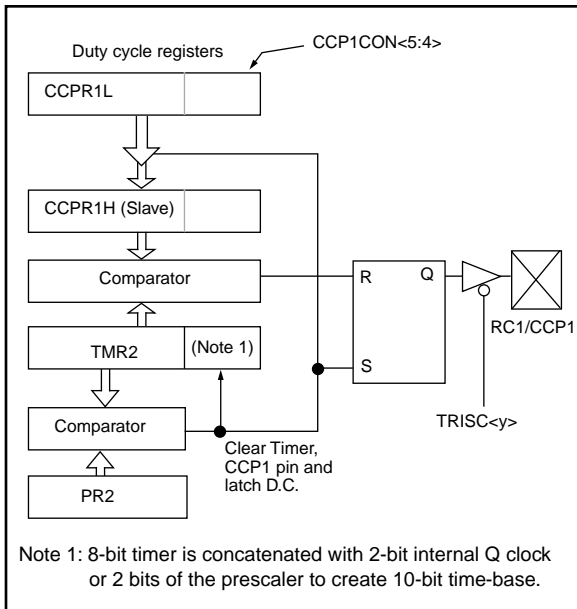 Duty cycle registers
CCP1CON<5:4>
CCPR1L
CCPR1H (Slave)
Comparator
R
Q
RC1/CCP1
TMR2
(Note 1)
S
TRISC<y>
Comparator
Clear Timer,
CCP1 pin and
latch D.C.
PR2
Note 1: 8-bit timer is concatenated with 2-bit internal Q clock
or 2 bits of the prescaler to create 10-bit time-base.